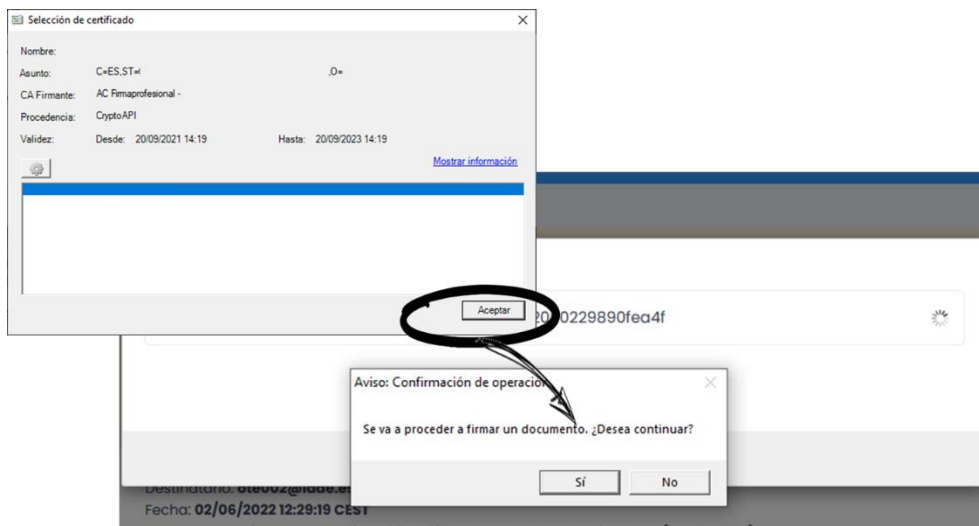 Selección de certificado
Nombre:
Asunto: C=ES,ST= ,O=
CA Firmante: AC Firmaprofesional -
Procedencia: CryptoAPI
Validez: Desde: 20/09/2021 14:19 Hasta: 20/09/2023 14:19
Mostrar información
Aceptar
0229890fea4f
Aviso: Confirmación de operación
Se va a proceder a firmar un documento. ¿Desea continuar?
Sí No
Destinatario:
Fecha: 02/06/2022 12:29:19 CEST